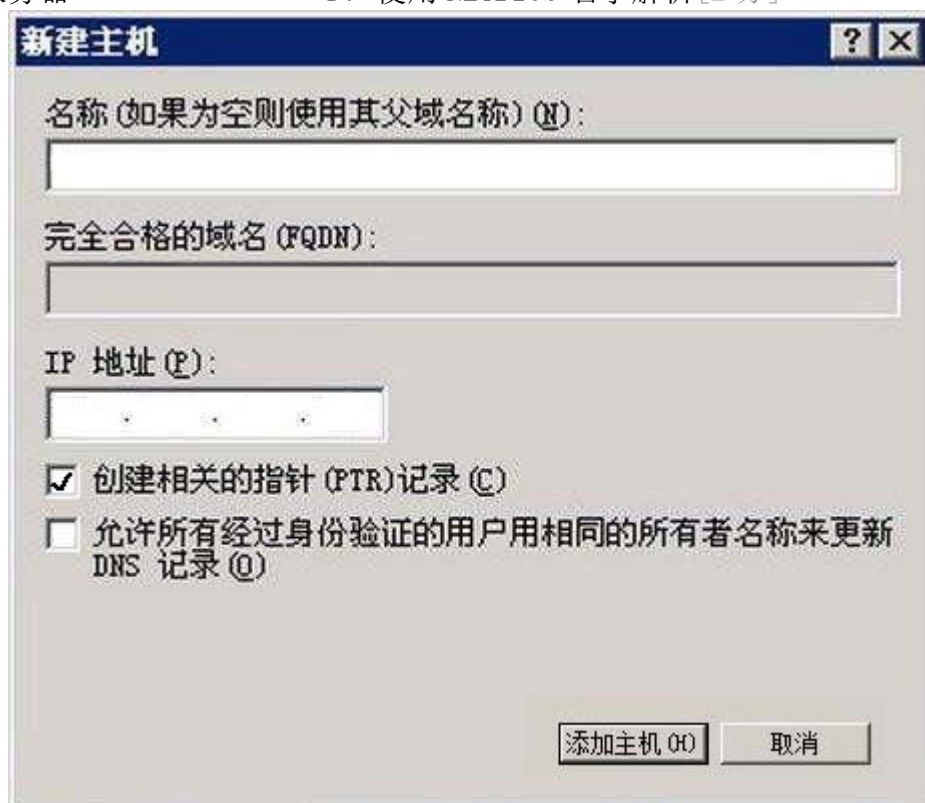 新建主机
名称(如果为空则使用其父域名称)(N):
完全合格的域名(FQDN):
IP 地址(P):
创建相关的指针(PTR)记录(C)
允许所有经过身份验证的用户用相同的所有者名称来更新
DNS 记录(O)
添加主机(H) 取消